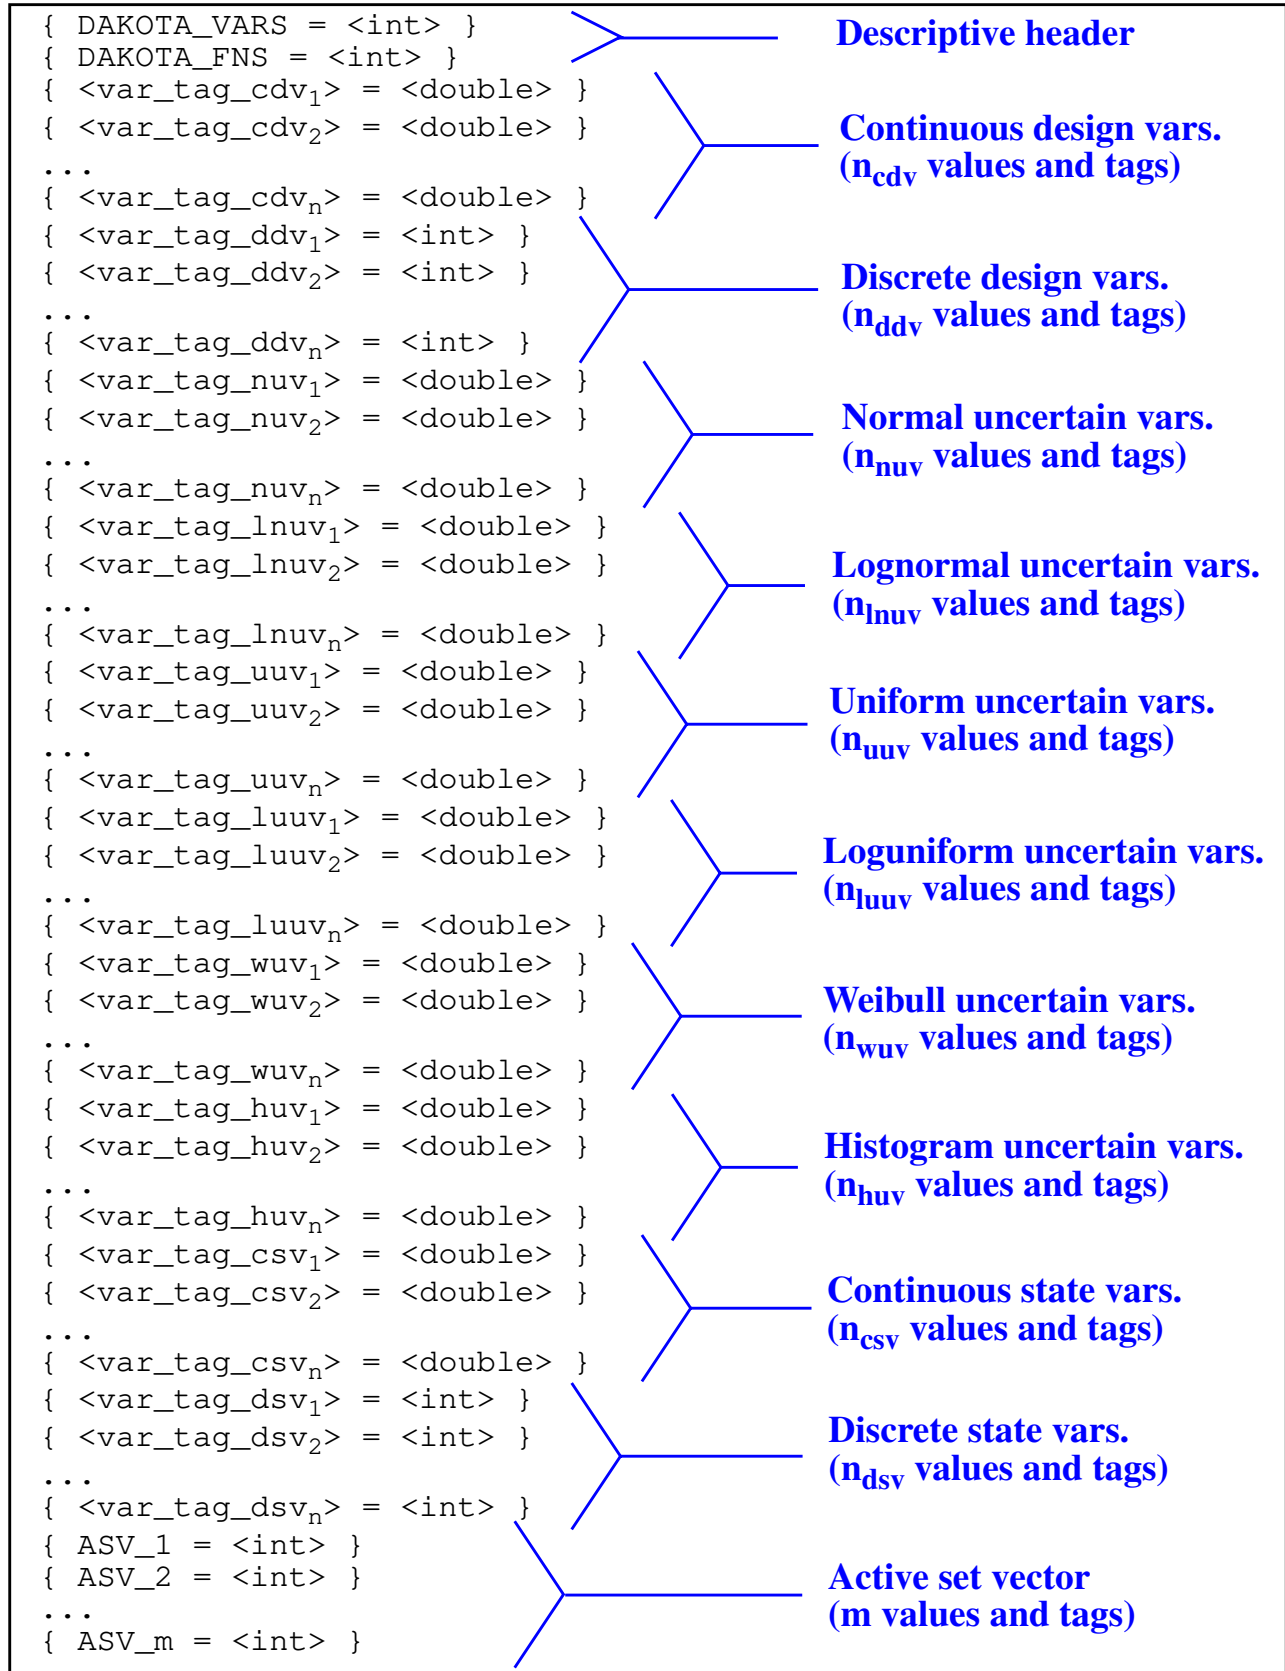 { DAKOTA_VARS = <int> }
{ DAKOTA_FNS = <int> }
Descriptive header
{ <var_tag_cdv1> = <double> }
{ <var_tag_cdv2> = <double> }
...
{ <var_tag_cdvn> = <double> }
Continuous design vars.
(ncdv values and tags)
{ <var_tag_ddv1> = <int> }
{ <var_tag_ddv2> = <int> }
...
{ <var_tag_ddvn> = <int> }
Discrete design vars.
(nddv values and tags)
{ <var_tag_nuv1> = <double> }
{ <var_tag_nuv2> = <double> }
...
{ <var_tag_nuvn> = <double> }
Normal uncertain vars.
(nnuv values and tags)
{ <var_tag_lnuv1> = <double> }
{ <var_tag_lnuv2> = <double> }
...
{ <var_tag_lnuvn> = <double> }
Lognormal uncertain vars.
(nlnuv values and tags)
{ <var_tag_uuv1> = <double> }
{ <var_tag_uuv2> = <double> }
...
{ <var_tag_uuvn> = <double> }
Uniform uncertain vars.
(nuuv values and tags)
{ <var_tag_luuv1> = <double> }
{ <var_tag_luuv2> = <double> }
...
{ <var_tag_luuvn> = <double> }
Loguniform uncertain vars.
(nluuv values and tags)
{ <var_tag_wuv1> = <double> }
{ <var_tag_wuv2> = <double> }
...
{ <var_tag_wuvn> = <double> }
Weibull uncertain vars.
(nwuv values and tags)
{ <var_tag_huv1> = <double> }
{ <var_tag_huv2> = <double> }
...
{ <var_tag_huvn> = <double> }
Histogram uncertain vars.
(nhuv values and tags)
{ <var_tag_csv1> = <double> }
{ <var_tag_csv2> = <double> }
...
{ <var_tag_csvn> = <double> }
Continuous state vars.
(ncsv values and tags)
{ <var_tag_dsv1> = <int> }
{ <var_tag_dsv2> = <int> }
...
{ <var_tag_dsvn> = <int> }
Discrete state vars.
(ndsv values and tags)
{ ASV_1 = <int> }
{ ASV_2 = <int> }
...
{ ASV_m = <int> }
Active set vector
(m values and tags)